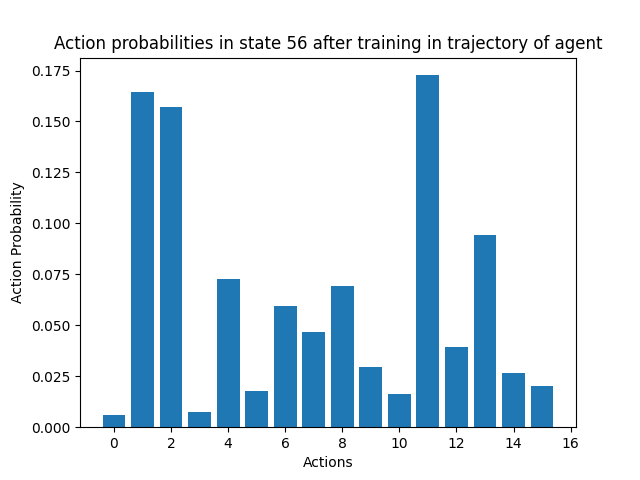 Action probabilities in state 56 after training in trajectory of agent
0.175
0.150
0.125
0.100
0.075
0.050
0.025
0.000
Action Probability
0 2 4 6 8 10 12 14 16
Actions